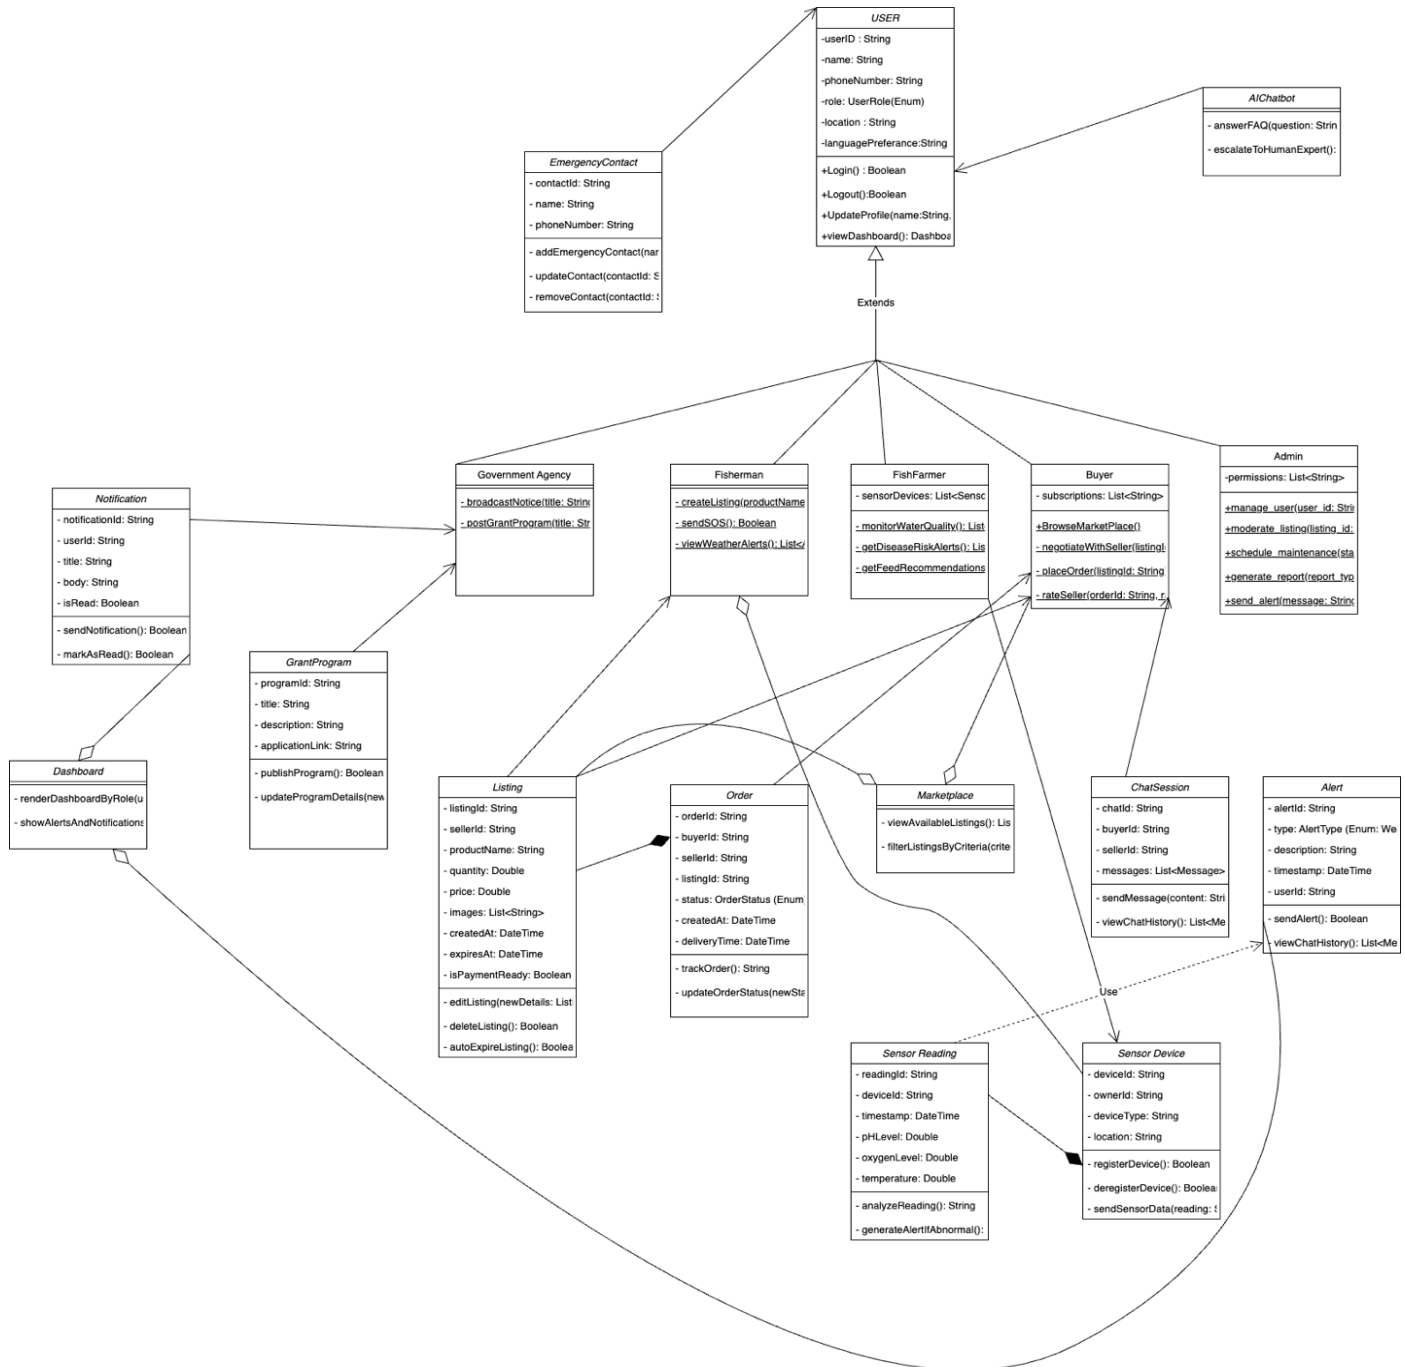 USER
-userID : String
-name: String
-phoneNumber: String
-role: UserRole(Enum)
-location : String
-languagePreferance:String
+Login() : Boolean
+Logout():Boolean
+UpdateProfile(name:String,
+viewDashboard(): Dashboa
AIChatbot
- answerFAQ(question: Strin
- escalateToHumanExpert():
EmergencyContact
- contactId: String
- name: String
- phoneNumber: String
- addEmergencyContact(nar
- updateContact(contactId: S
- removeContact(contactId:
Extends
Government Agency
- broadcastNotice(title: String
- postGrantProgram(title: Str
Fisherman
- createListing(productName
- sendSOS(): Boolean
- viewWeatherAlerts(): List</
FishFarmer
- sensorDevices: List<Senso
- monitorWaterQuality(): List
- getDiseaseRiskAlerts(): Lis
- getFeedRecommendations
Buyer
- subscriptions: List<String>
+BrowseMarketPlace()
- negotiateWithSeller(listingI
- placeOrder(listingId: String
- rateSeller(orderId: String, r
Admin
-permissions: List<String>
+manage_user(user_id: Strin
+moderate_listing(listing_id:
+schedule_maintenance(sta
+generate_report(report_typ
+send_alert(message: String
Notification
- notificationId: String
- userId: String
- title: String
- body: String
- isRead: Boolean
- sendNotification(): Boolean
- markAsRead(): Boolean
GrantProgram
- programId: String
- title: String
- description: String
- applicationLink: String
- publishProgram(): Boolean
- updateProgramDetails(new
Dashboard
- renderDashboardByRole(u
- showAlertsAndNotifications
Listing
- listingId: String
- sellerId: String
- productName: String
- quantity: Double
- price: Double
- images: List<String>
- createdAt: DateTime
- expiresAt: DateTime
- isPaymentReady: Boolean
- editListing(newDetails: List
- deleteListing(): Boolean
- autoExpireListing(): Boolea
Order
- orderId: String
- buyerId: String
- sellerId: String
- listingId: String
- status: OrderStatus (Enum)
- createdAt: DateTime
- deliveryTime: DateTime
- trackOrder(): String
- updateOrderStatus(newSta
Marketplace
- viewAvailableListings(): Lis
- filterListingsByCriteria(crite
ChatSession
- chatId: String
- buyerId: String
- sellerId: String
- messages: List<Message>
- sendMessage(content: Stri
- viewChatHistory(): List<Me
Alert
- alertId: String
- type: AlertType (Enum: We
- description: String
- timestamp: DateTime
- userId: String
- sendAlert(): Boolean
- viewChatHistory(): List<Me
Use
Sensor Reading
- readingId: String
- deviceId: String
- timestamp: DateTime
- pHLevel: Double
- oxygenLevel: Double
- temperature: Double
- analyzeReading(): String
- generateAlertIfAbnormal():
Sensor Device
- deviceId: String
- ownerId: String
- deviceType: String
- location: String
- registerDevice(): Boolean
- deregisterDevice(): Boolea
- sendSensorData(reading: S